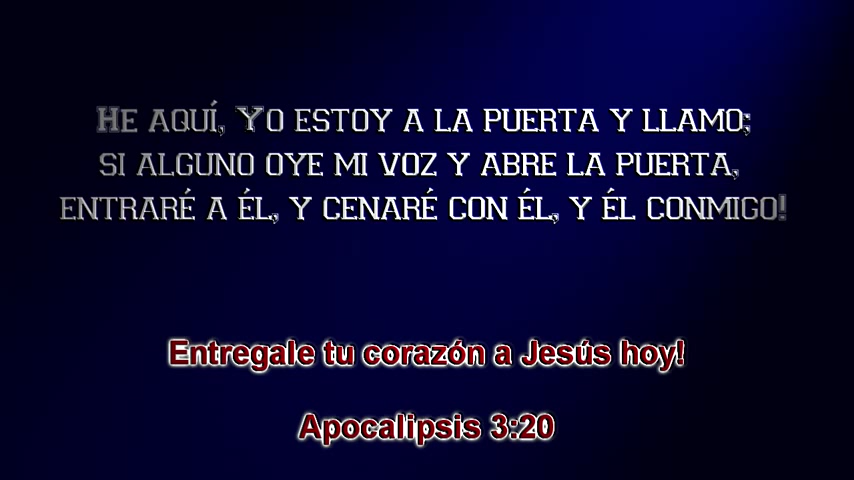 He aquí, Yo estoy a la puerta y llamo;
si alguno oye mi voz y abre la puerta,
entraré a él, y cenaré con él, y él conmigo!
Entregale tu corazón a Jesús hoy!
Apocalipsis 3:20